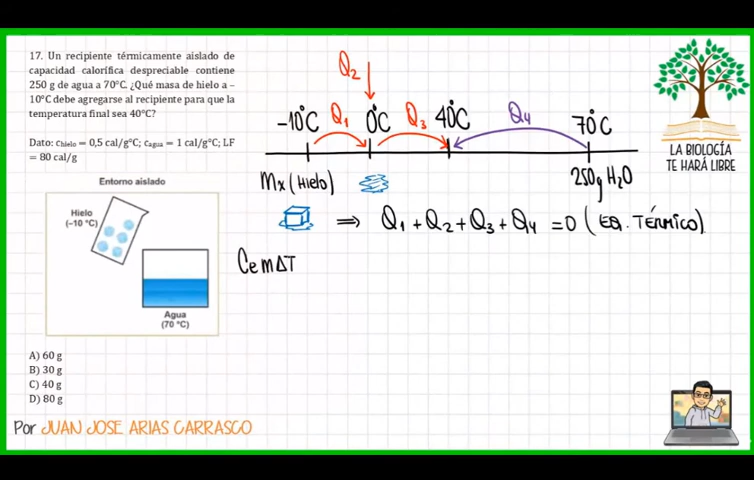 17. Un recipiente térmicamente aislado de
capacidad calorífica despreciable contiene
250 g de agua a 70°C. ¿Qué masa de hielo a –
10°C debe agregarse al recipiente para que la
temperatura final sea 40°C?
Dato: cₕᵢₑₗₒ = 0,5 cal/g°C; cₐgᵤₐ = 1 cal/g°C; LF
= 80 cal/g
Entorno aislado
Hielo
(−10 °C)
Agua
(70 °C)
A) 60 g
B) 30 g
C) 40 g
D) 80 g
Por JUAN JOSE ARIAS CARRASCO
Q₂
-10°C Q₁ 0°C Q₃ 40°C Q₄ 70°C
Mx (Hielo) 250g H₂O
⇒ Q₁ + Q₂ + Q₃ + Q₄ = 0 (EQ. TÉRMICO).
Ce m ΔT
LA BIOLOGÍA
TE HARÁ LIBRE